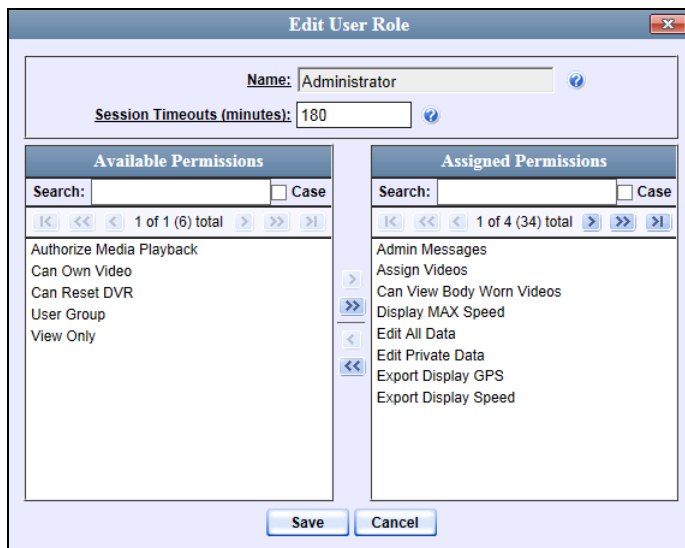 Edit User Role
Name: Administrator
Session Timeouts (minutes): 180
Available Permissions
Search: Case
1 of 1 (6) total
Authorize Media Playback
Can Own Video
Can Reset DVR
User Group
View Only
Assigned Permissions
Search: Case
1 of 4 (34) total
Admin Messages
Assign Videos
Can View Body Worn Videos
Display MAX Speed
Edit All Data
Edit Private Data
Export Display GPS
Export Display Speed
Save Cancel